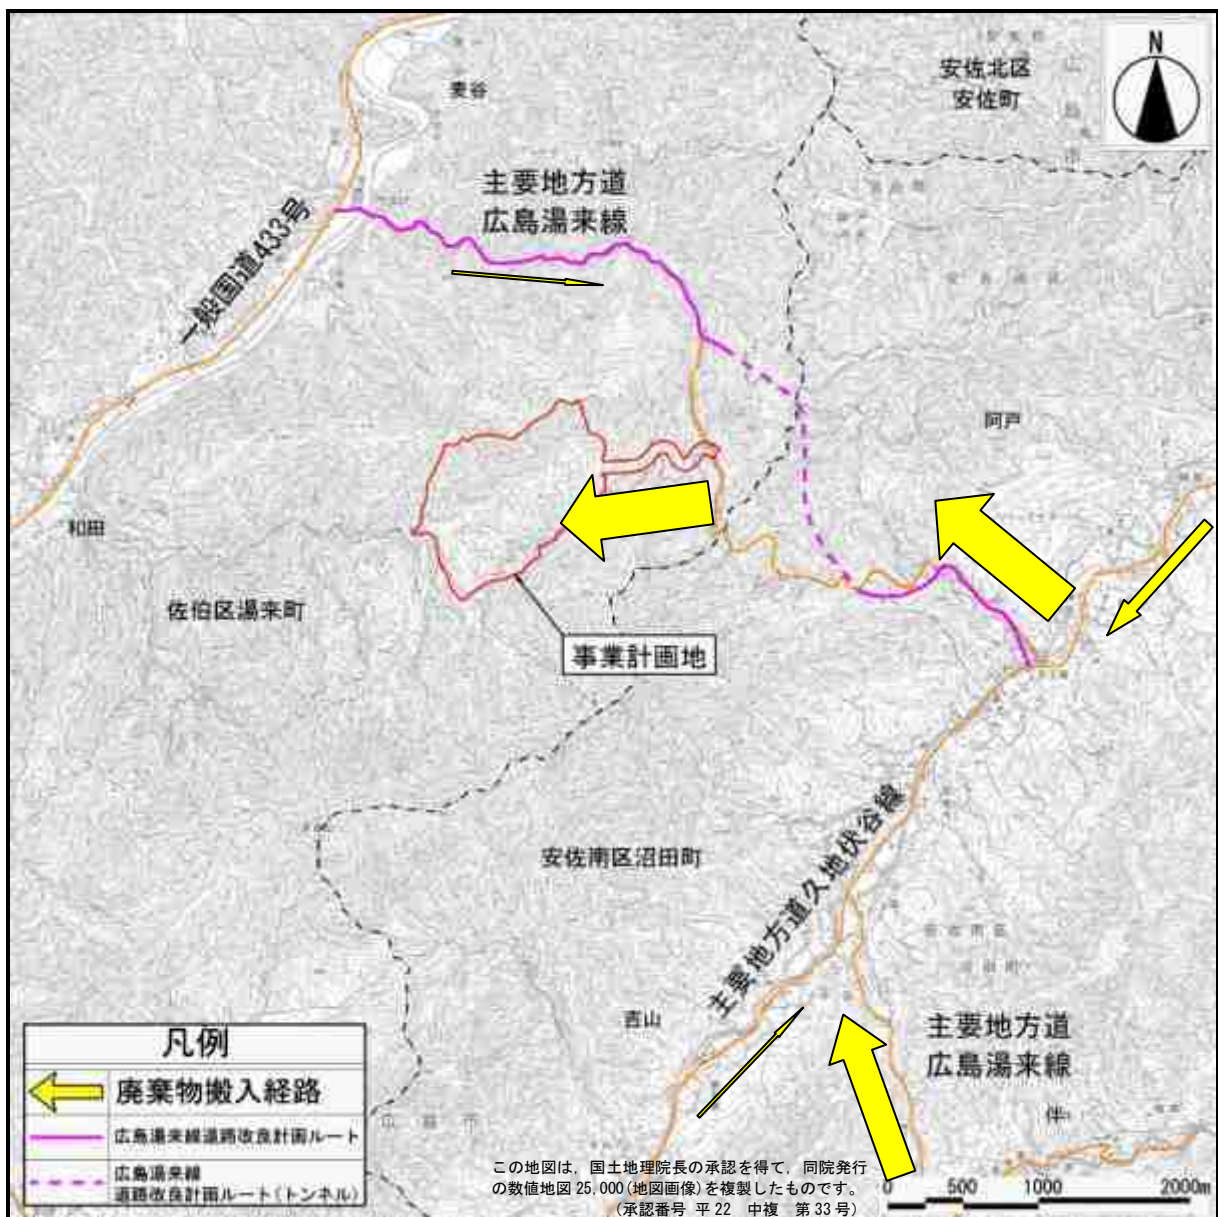 麦谷
安佐北区
安佐町
N
主要地方道
広島湯来線
一般国道433号
阿戸
和田
佐伯区湯来町
事業計画地
安佐南区沼田町
主要地方道久地伏谷線
吉山
主要地方道
広島湯来線
伴
凡例
廃棄物搬入経路
広島湯来線道路改良計画ルート
広島湯来線
道路改良計画ルート(トンネル)
この地図は，国土地理院長の承認を得て，同院発行
の数値地図 25,000(地図画像)を複製したものです。
(承認番号 平 22 中複 第 33 号)
0 500 1000 2000m